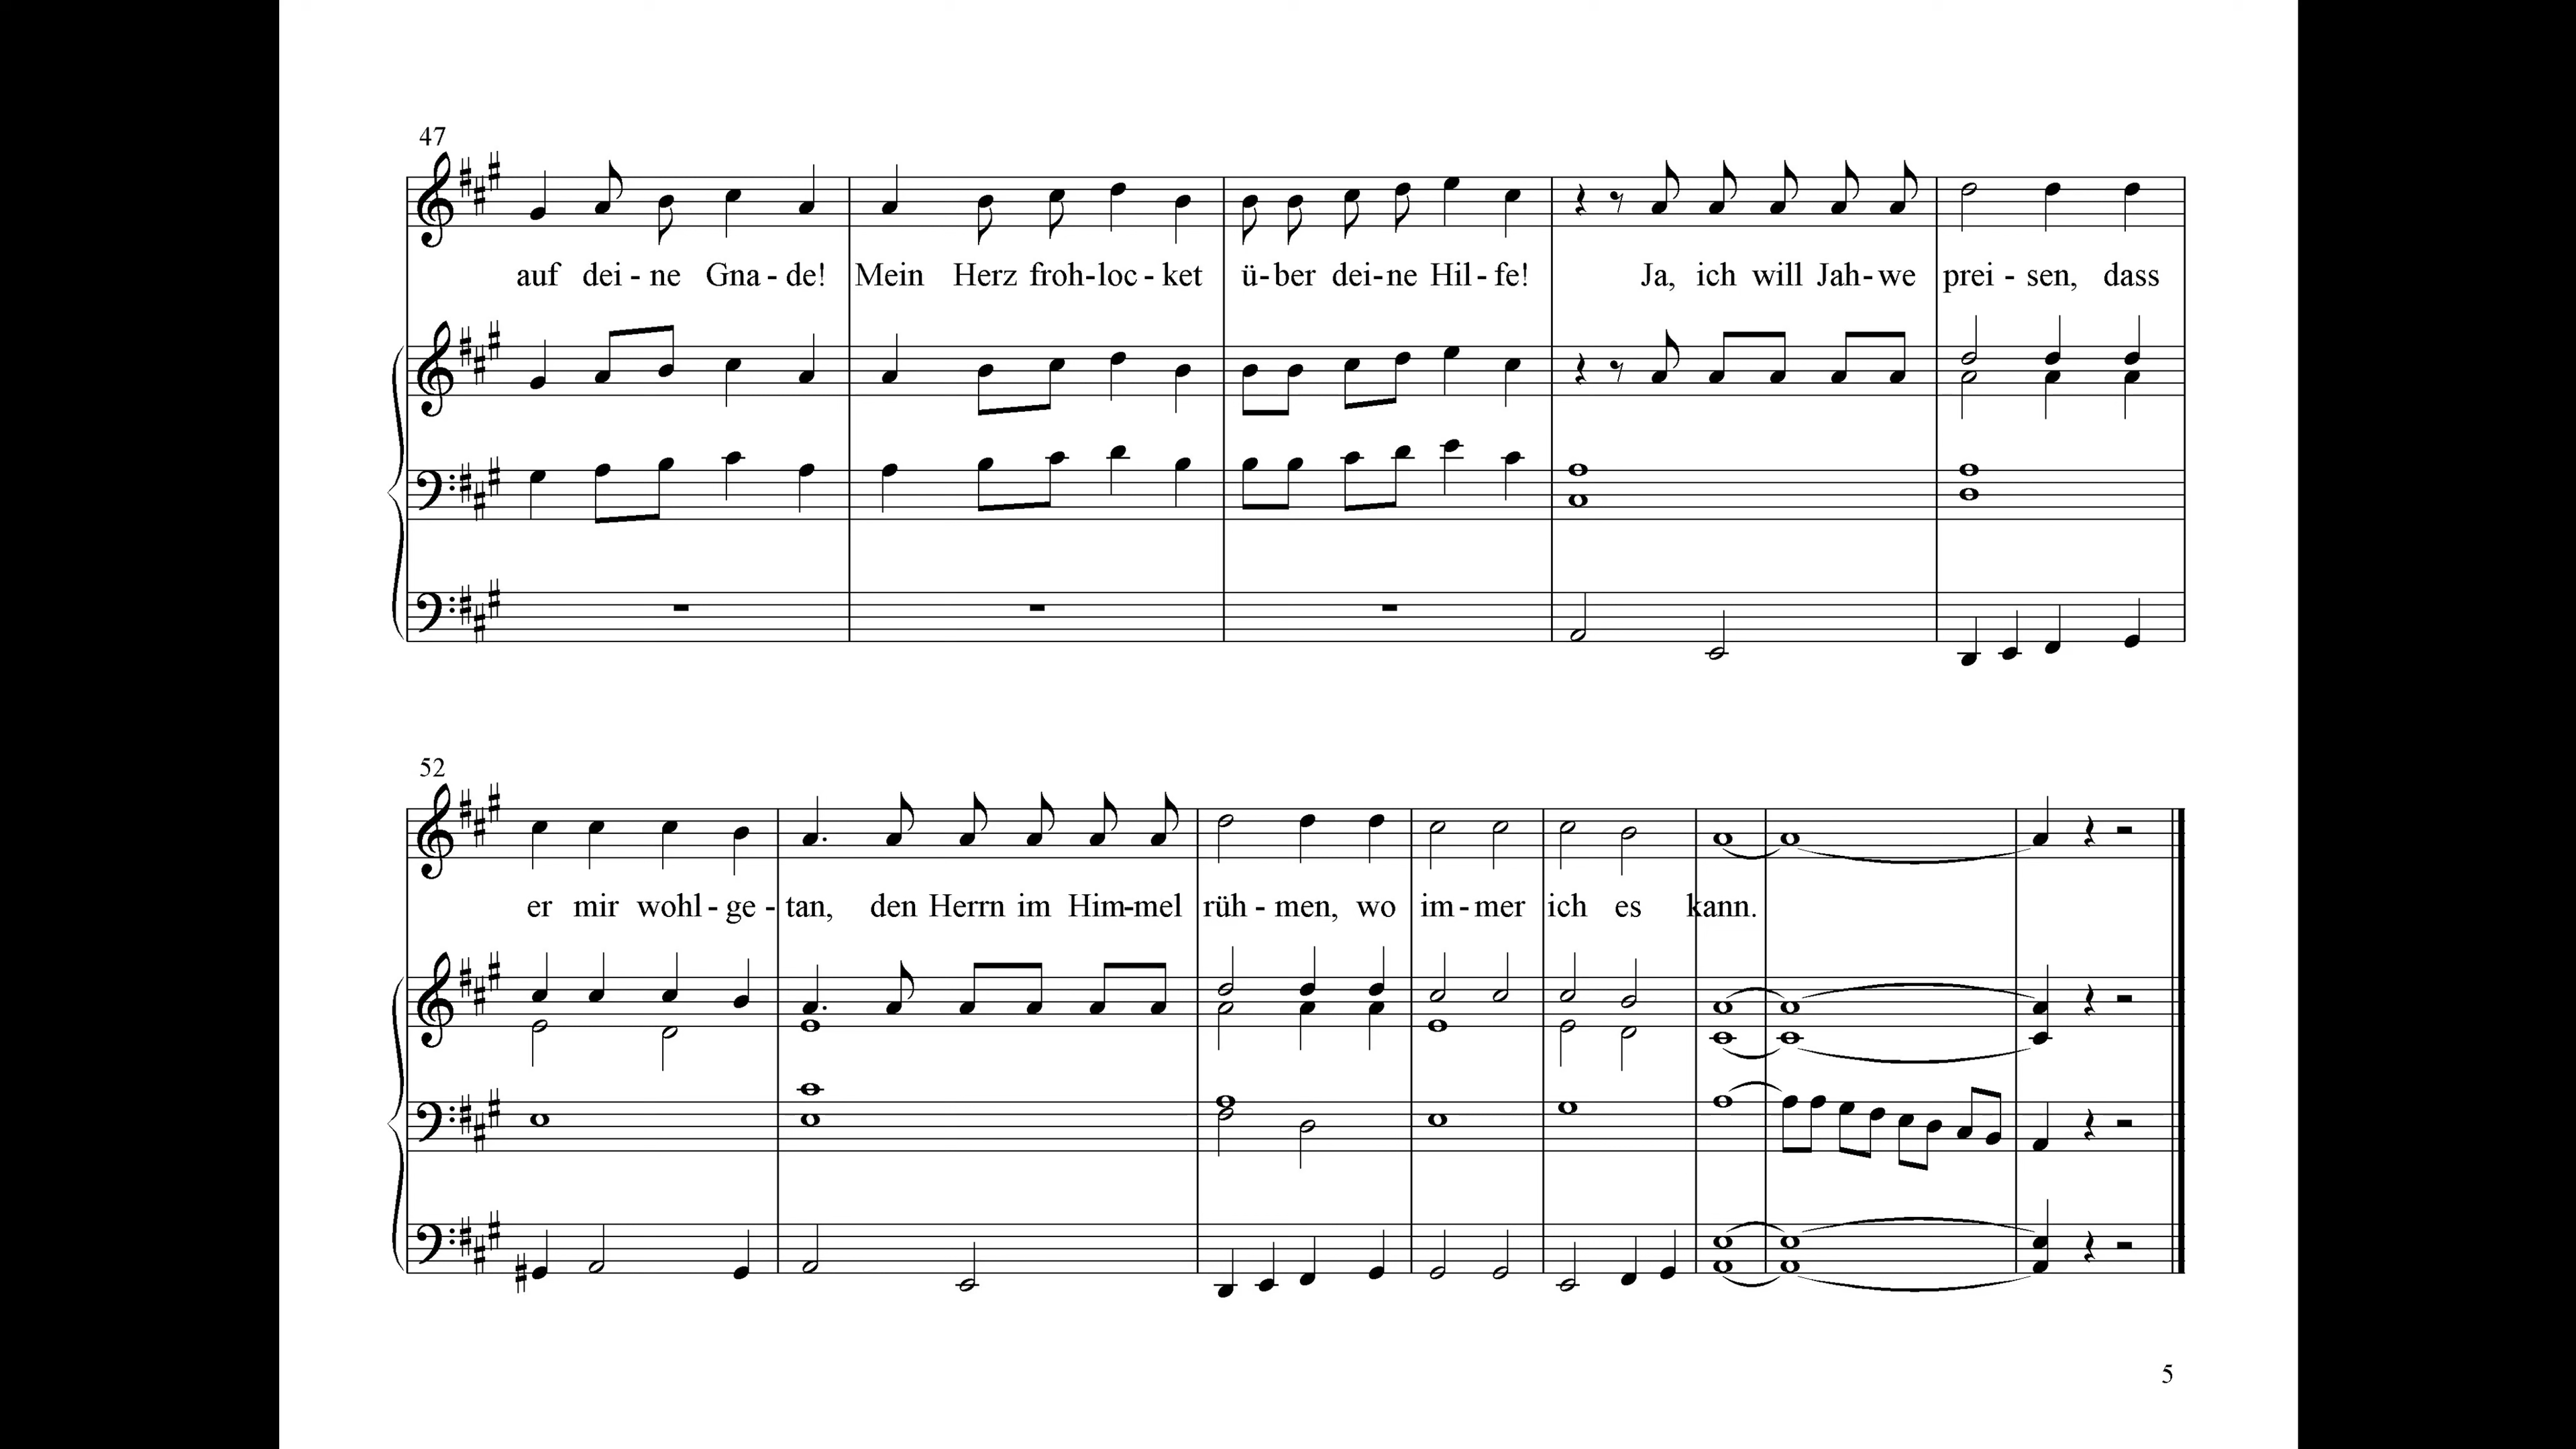 47
auf dei - ne Gna - de! Mein Herz froh - loc - ket ü - ber dei - ne Hil - fe! Ja, ich will Jah - we prei - sen, dass
52
er mir wohl - ge - tan, den Herrn im Him - mel rüh - men, wo im - mer ich es kann.
5